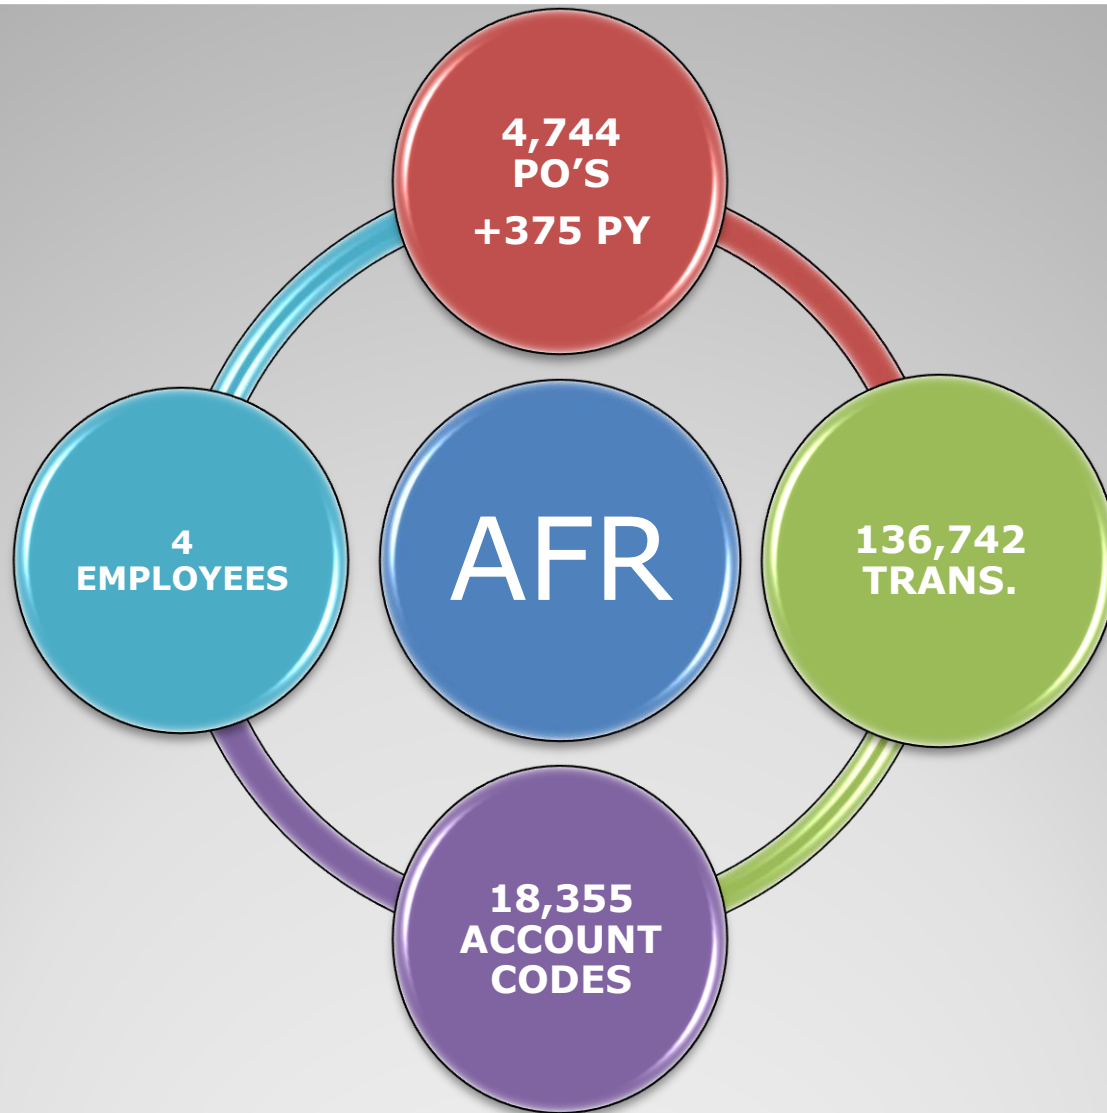 4,744
PO’S
+375 PY
4
EMPLOYEES
AFR
136,742
TRANS.
18,355
ACCOUNT
CODES